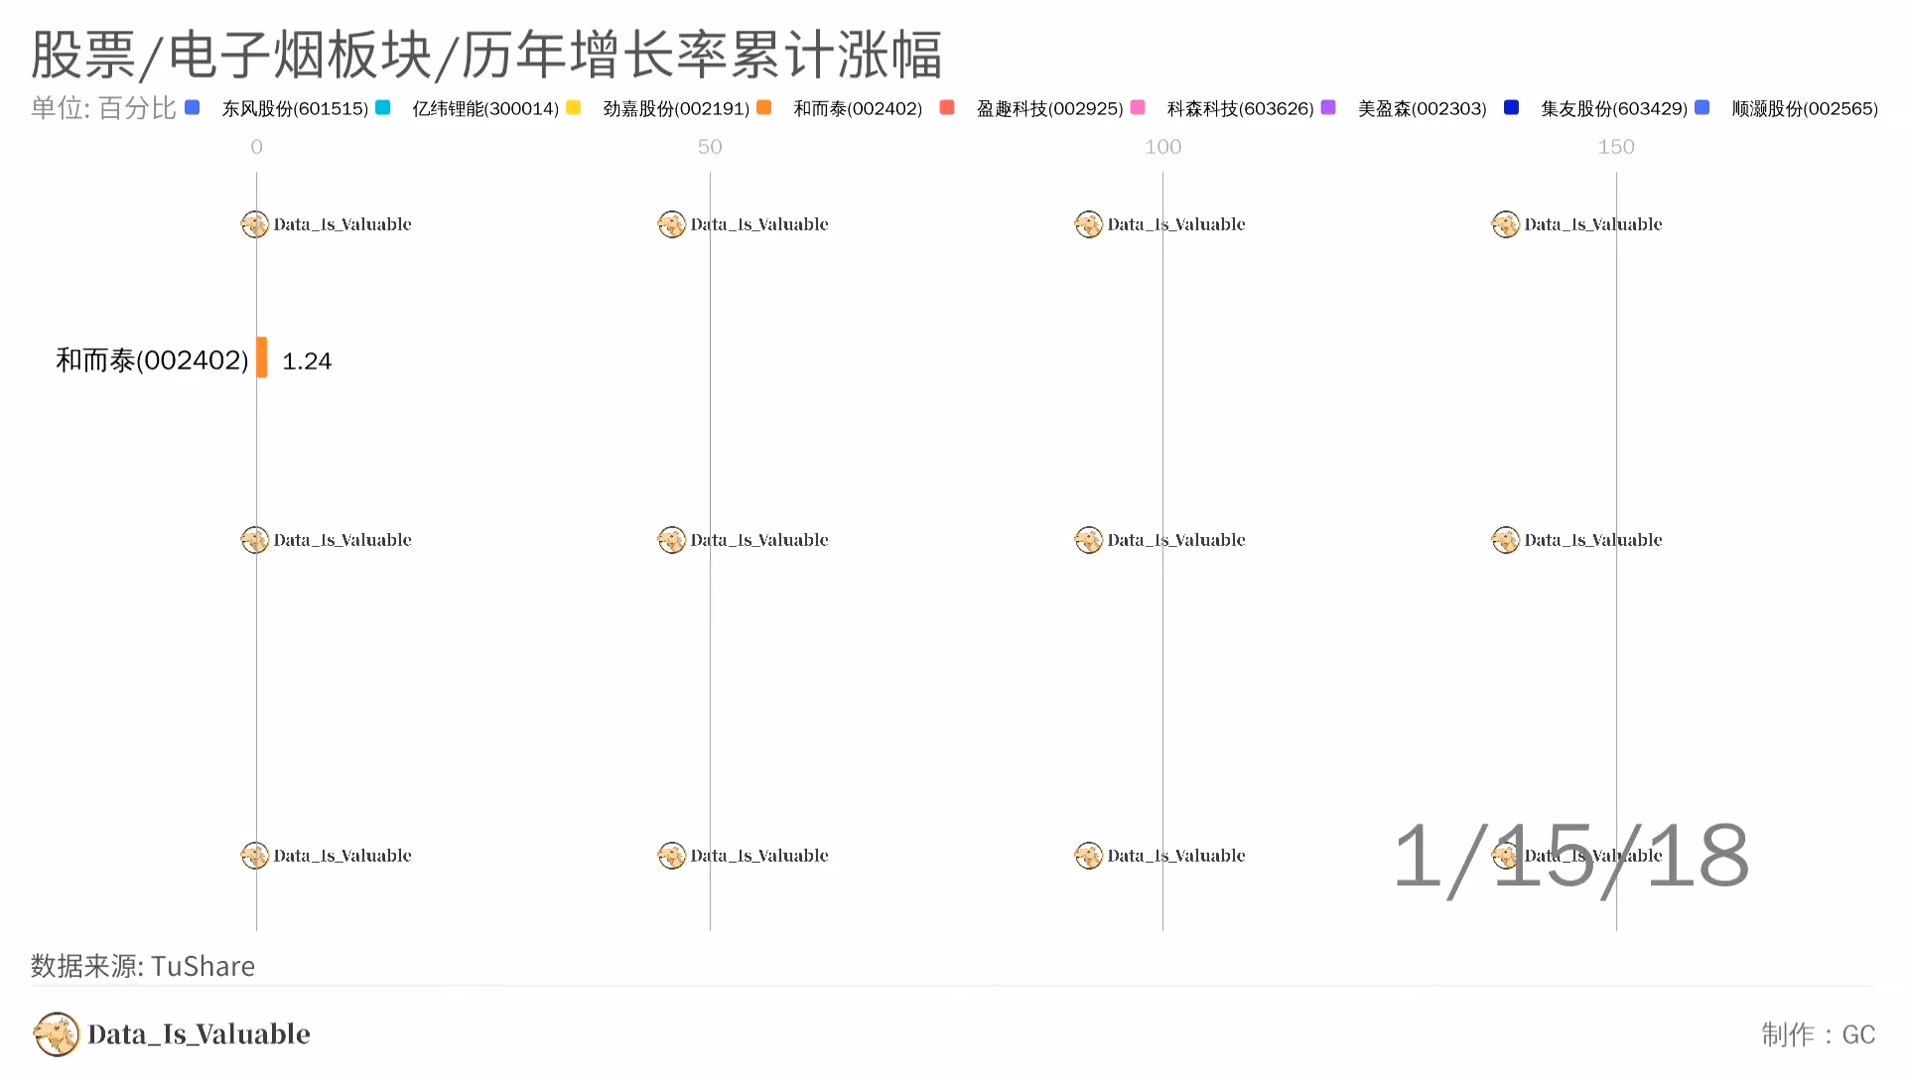 股票/电子烟板块/历年增长率累计涨幅
单位: 百分比 东风股份(601515) 亿纬锂能(300014) 劲嘉股份(002191) 和而泰(002402) 盈趣科技(002925) 科森科技(603626) 美盈森(002303) 集友股份(603429) 顺灏股份(002565)
0 50 100 150
Data_Is_Valuable Data_Is_Valuable Data_Is_Valuable Data_Is_Valuable
和而泰(002402) 1.24
Data_Is_Valuable Data_Is_Valuable Data_Is_Valuable Data_Is_Valuable
Data_Is_Valuable Data_Is_Valuable Data_Is_Valuable Data_Is_Valuable
1/15/18
数据来源: TuShare
Data_Is_Valuable 制作：GC